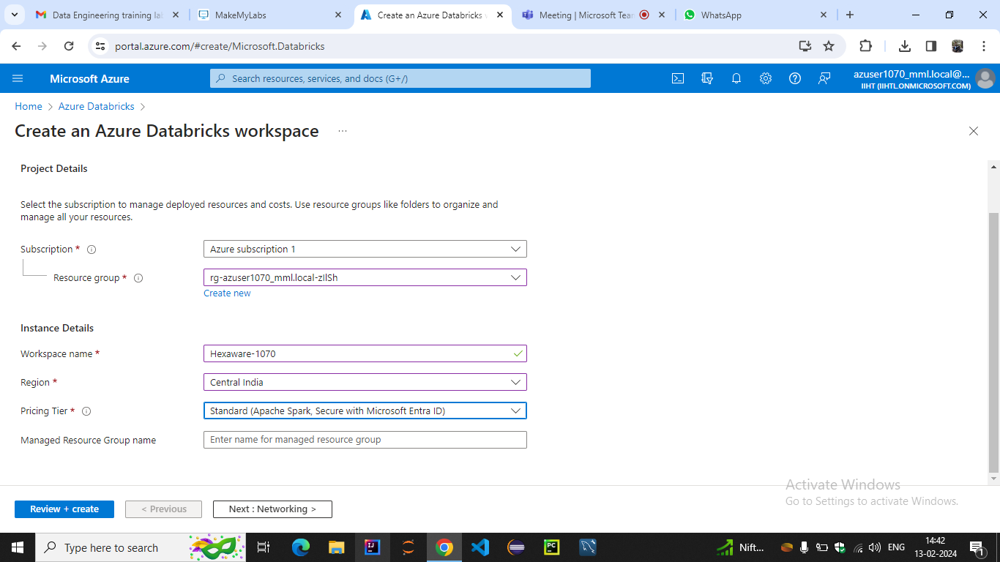 Data Engineering training la
MakeMyLabs
Create an Azure Databricks w
Meeting | Microsoft Team
WhatsApp
portal.azure.com/#create/Microsoft.Databricks
Microsoft Azure
Search resources, services, and docs (G+/)
azuser1070_mml.local@...
IIHT (IIHTL.ONMICROSOFT.COM)
Home > Azure Databricks >
Create an Azure Databricks workspace ...
Project Details
Select the subscription to manage deployed resources and costs. Use resource groups like folders to organize and
manage all your resources.
Subscription * Azure subscription 1
Resource group * rg-azuser1070_mml.local-zIlSh
Create new
Instance Details
Workspace name * Hexaware-1070
Region * Central India
Pricing Tier * Standard (Apache Spark, Secure with Microsoft Entra ID)
Managed Resource Group name Enter name for managed resource group
Activate Windows
Go to Settings to activate Windows.
Review + create < Previous Next : Networking >
Type here to search
Nift...
ENG
14:42
13-02-2024
1